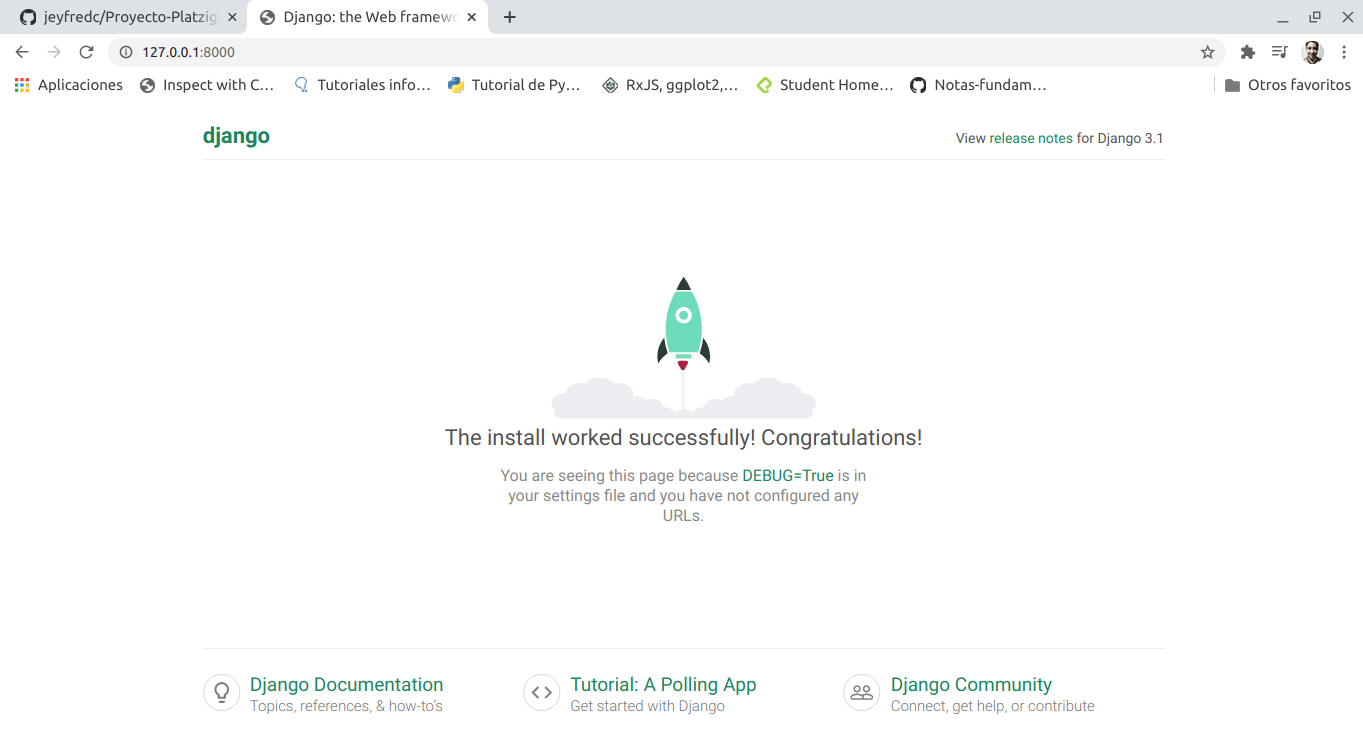 jeyfredc/Proyecto-Platzig
Django: the Web framewo
127.0.0.1:8000
Aplicaciones
Inspect with C...
Tutoriales info...
Tutorial de Py...
RxJS, ggplot2,...
Student Home...
Notas-fundam...
Otros favoritos
django
View release notes for Django 3.1
The install worked successfully! Congratulations!
You are seeing this page because DEBUG=True is in
your settings file and you have not configured any
URLs.
Django Documentation
Topics, references, & how-to's
Tutorial: A Polling App
Get started with Django
Django Community
Connect, get help, or contribute